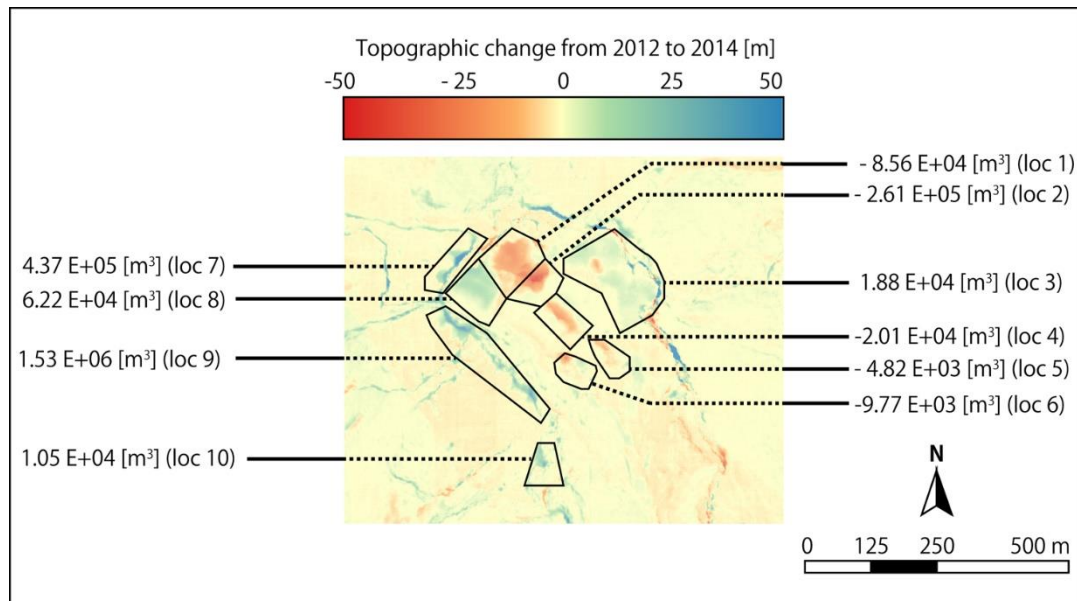 Topographic change from 2012 to 2014 [m]
-50 - 25 0 25 50
- 8.56 E+04 [m³] (loc 1)
- 2.61 E+05 [m³] (loc 2)
4.37 E+05 [m³] (loc 7)
1.88 E+04 [m³] (loc 3)
6.22 E+04 [m³] (loc 8)
-2.01 E+04 [m³] (loc 4)
1.53 E+06 [m³] (loc 9)
- 4.82 E+03 [m³] (loc 5)
-9.77 E+03 [m³] (loc 6)
1.05 E+04 [m³] (loc 10)
N
0 125 250 500 m